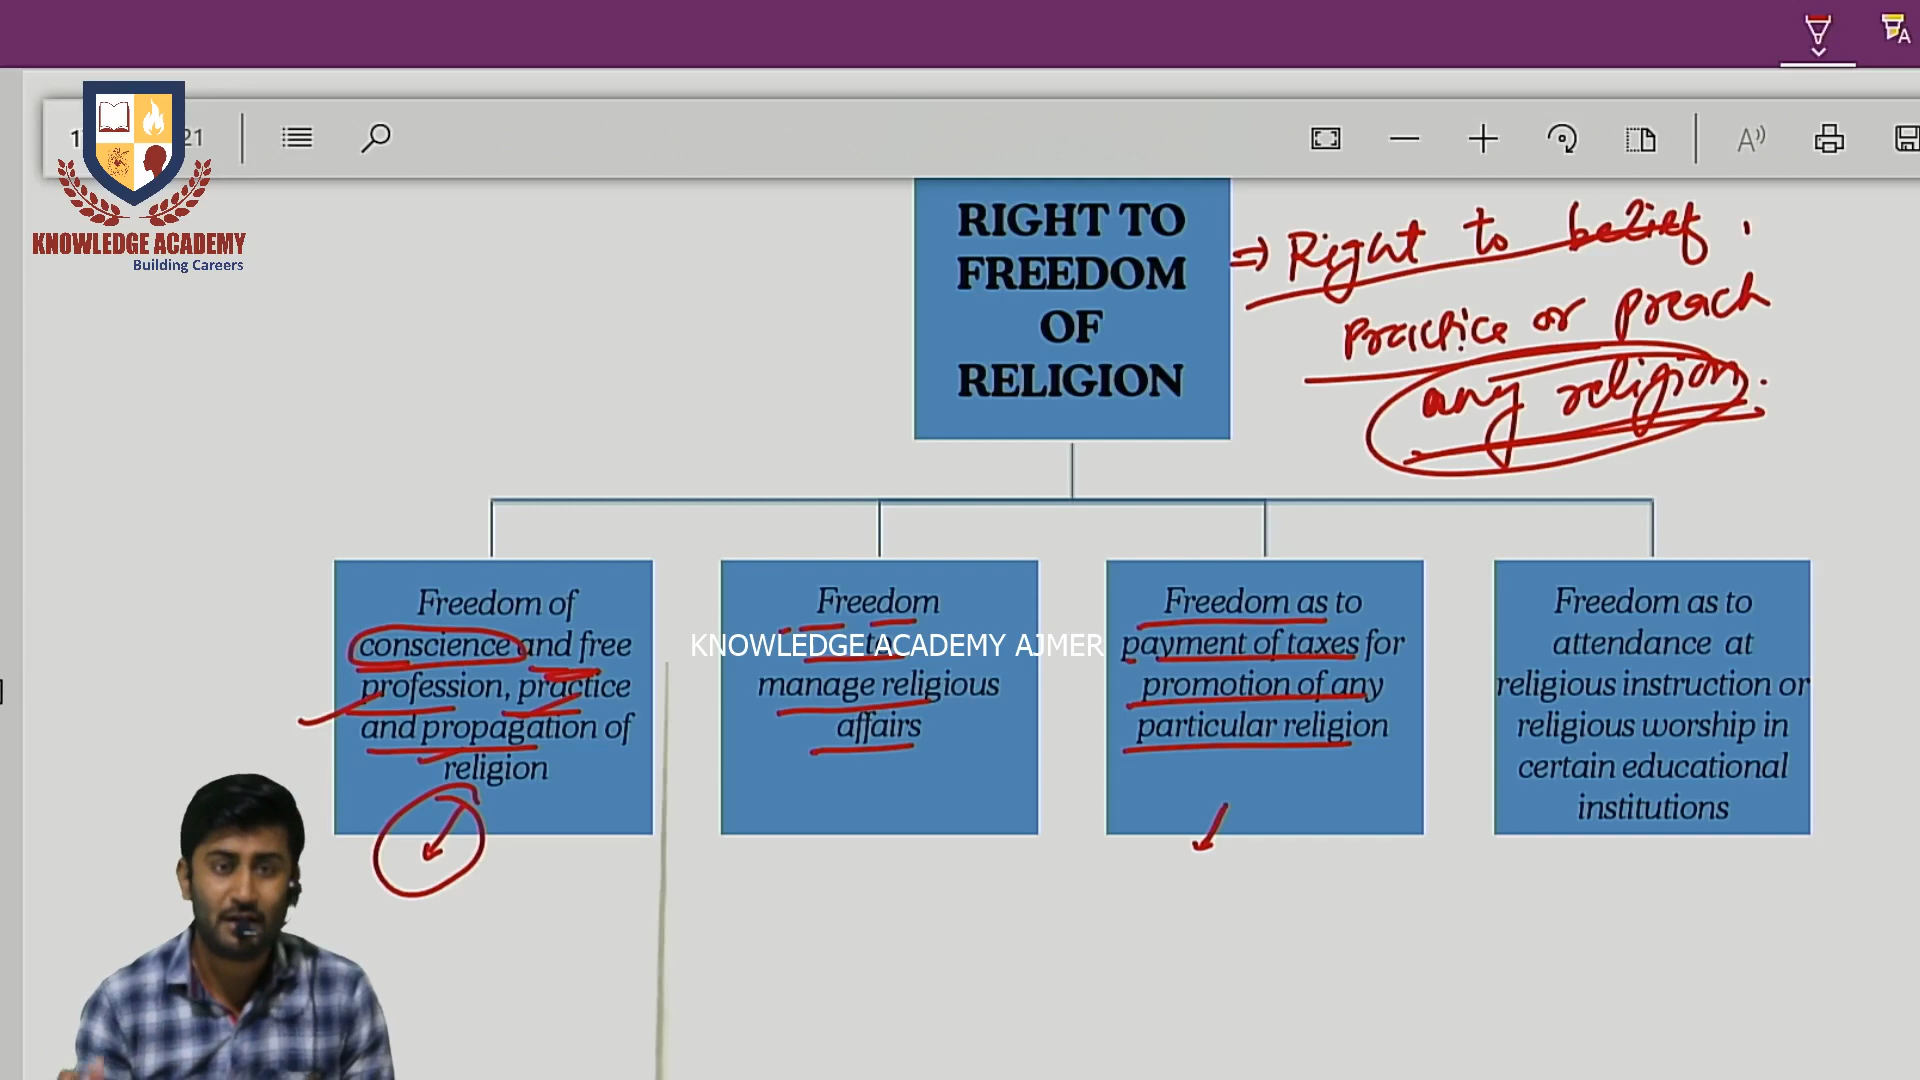 1
21
KNOWLEDGE ACADEMY
Building Careers
A
RIGHT TO
FREEDOM
OF
RELIGION
=> Right to belief.
Practice or preach
any religion.
Freedom of
conscience and free
profession, practice
and propagation of
religion
Freedom
to
manage religious
affairs
KNOWLEDGE ACADEMY AJMER
Freedom as to
payment of taxes for
promotion of any
particular religion
Freedom as to
attendance at
religious instruction or
religious worship in
certain educational
institutions